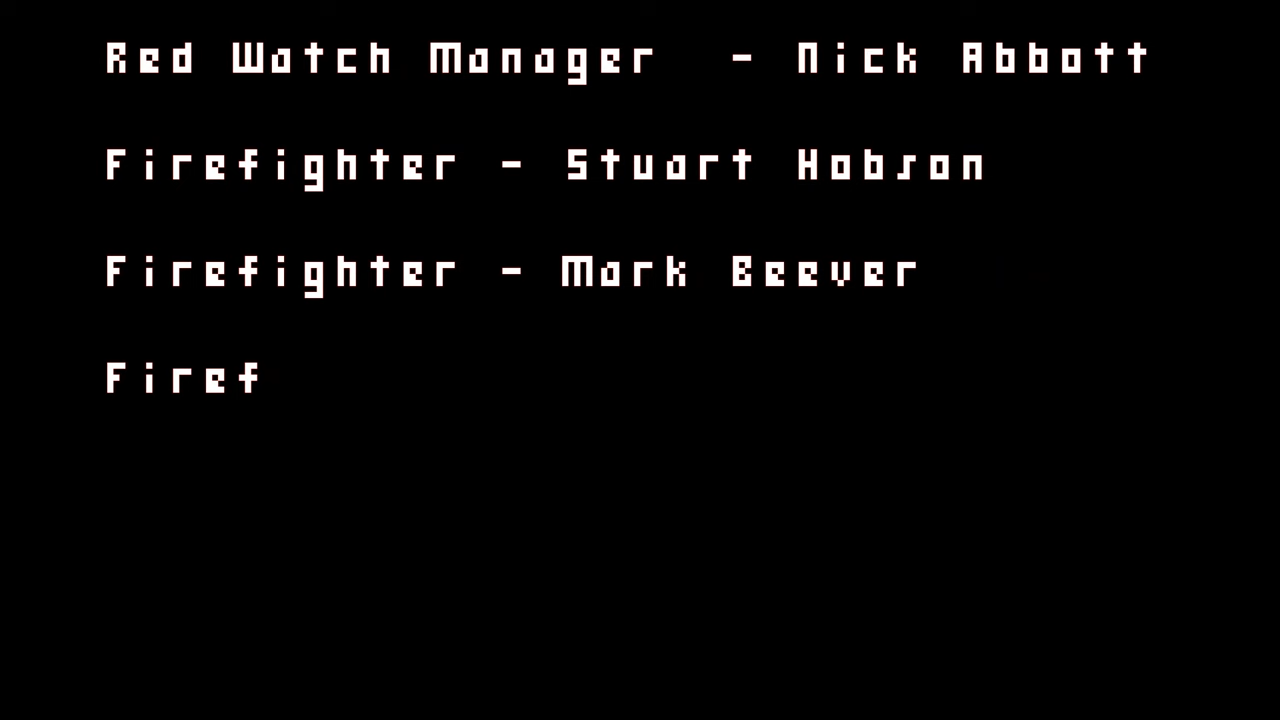 Red Watch Manager - Nick Abbott
Firefighter - Stuart Hobson
Firefighter - Mark Beever
Firef